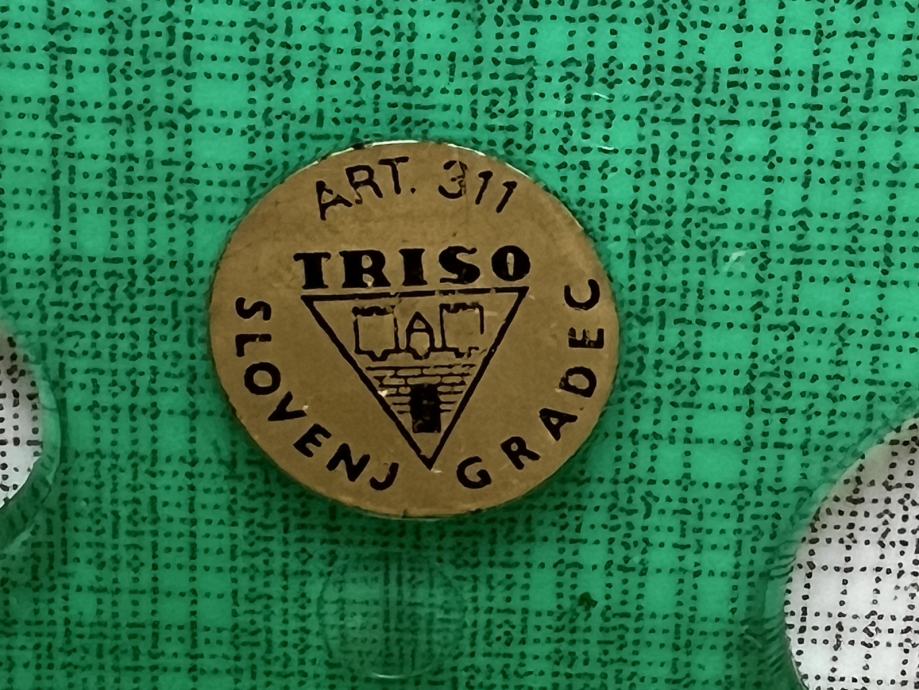 ART. 311
TRISO
SLOVENJ GRADEC